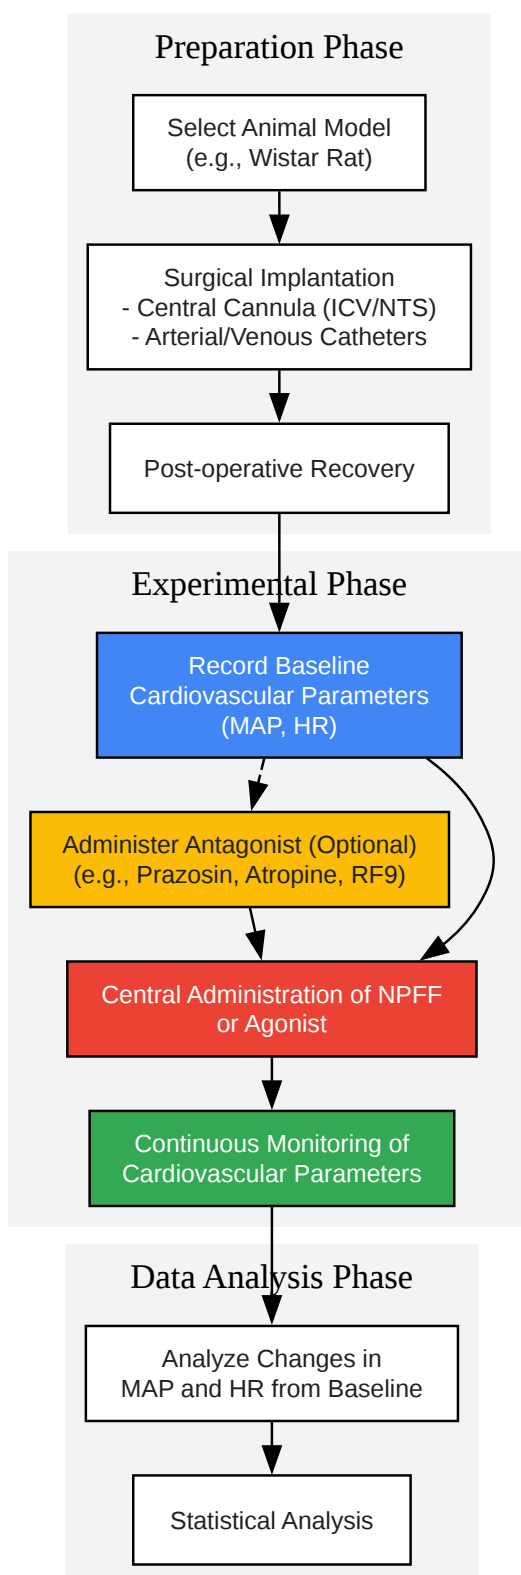 Preparation Phase
Select Animal Model
(e.g., Wistar Rat)
Surgical Implantation
- Central Cannula (ICV/NTS)
- Arterial/Venous Catheters
Post-operative Recovery
Experimental Phase
Record Baseline
Cardiovascular Parameters
(MAP, HR)
Administer Antagonist (Optional)
(e.g., Prazosin, Atropine, RF9)
Central Administration of NPFF
or Agonist
Continuous Monitoring of
Cardiovascular Parameters
Data Analysis Phase
Analyze Changes in
MAP and HR from Baseline
Statistical Analysis